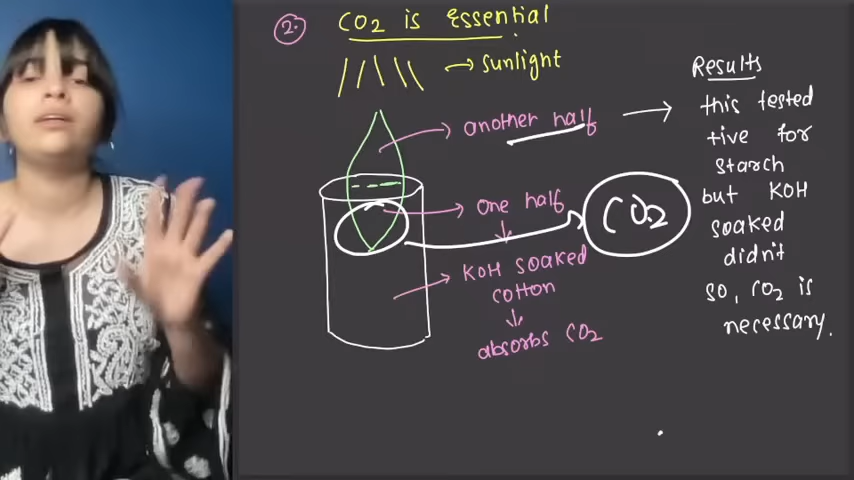 2. CO2 is essential
→ sunlight
→ another half →
→ one half
↓
→ KOH soaked
cotton
↓
absorbs CO2
CO2
Results
this tested
tive for
starch
but KOH
soaked
didn't
so, CO2 is
necessary.